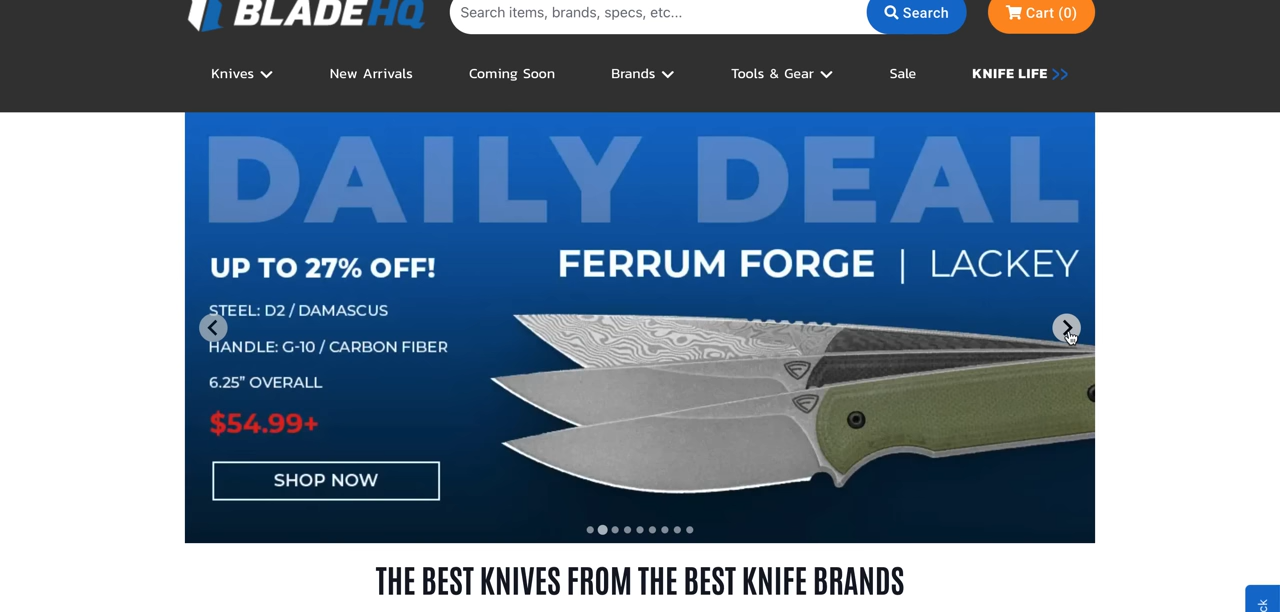 BLADEHQ
Search items, brands, specs, etc...
Search
Cart (0)
Knives
New Arrivals
Coming Soon
Brands
Tools & Gear
Sale
KNIFE LIFE >>
DAILY DEAL
UP TO 27% OFF!
FERRUM FORGE | LACKEY
STEEL: D2 / DAMASCUS
HANDLE: G-10 / CARBON FIBER
6.25” OVERALL
$54.99+
SHOP NOW
THE BEST KNIVES FROM THE BEST KNIFE BRANDS